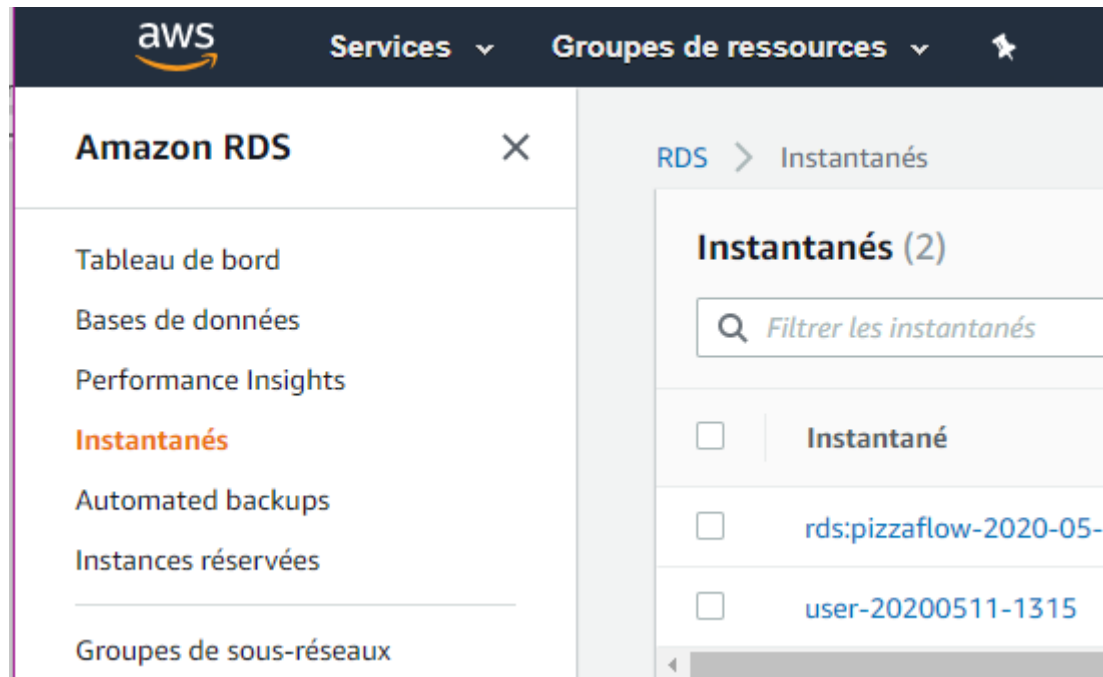 aws Services Groupes de ressources
Amazon RDS
Tableau de bord
Bases de données
Performance Insights
Instantanés
Automated backups
Instances réservées
Groupes de sous-réseaux
RDS > Instantanés
Instantanés (2)
Filtrer les instantanés
Instantané
rds:pizzaflow-2020-05-
user-20200511-1315